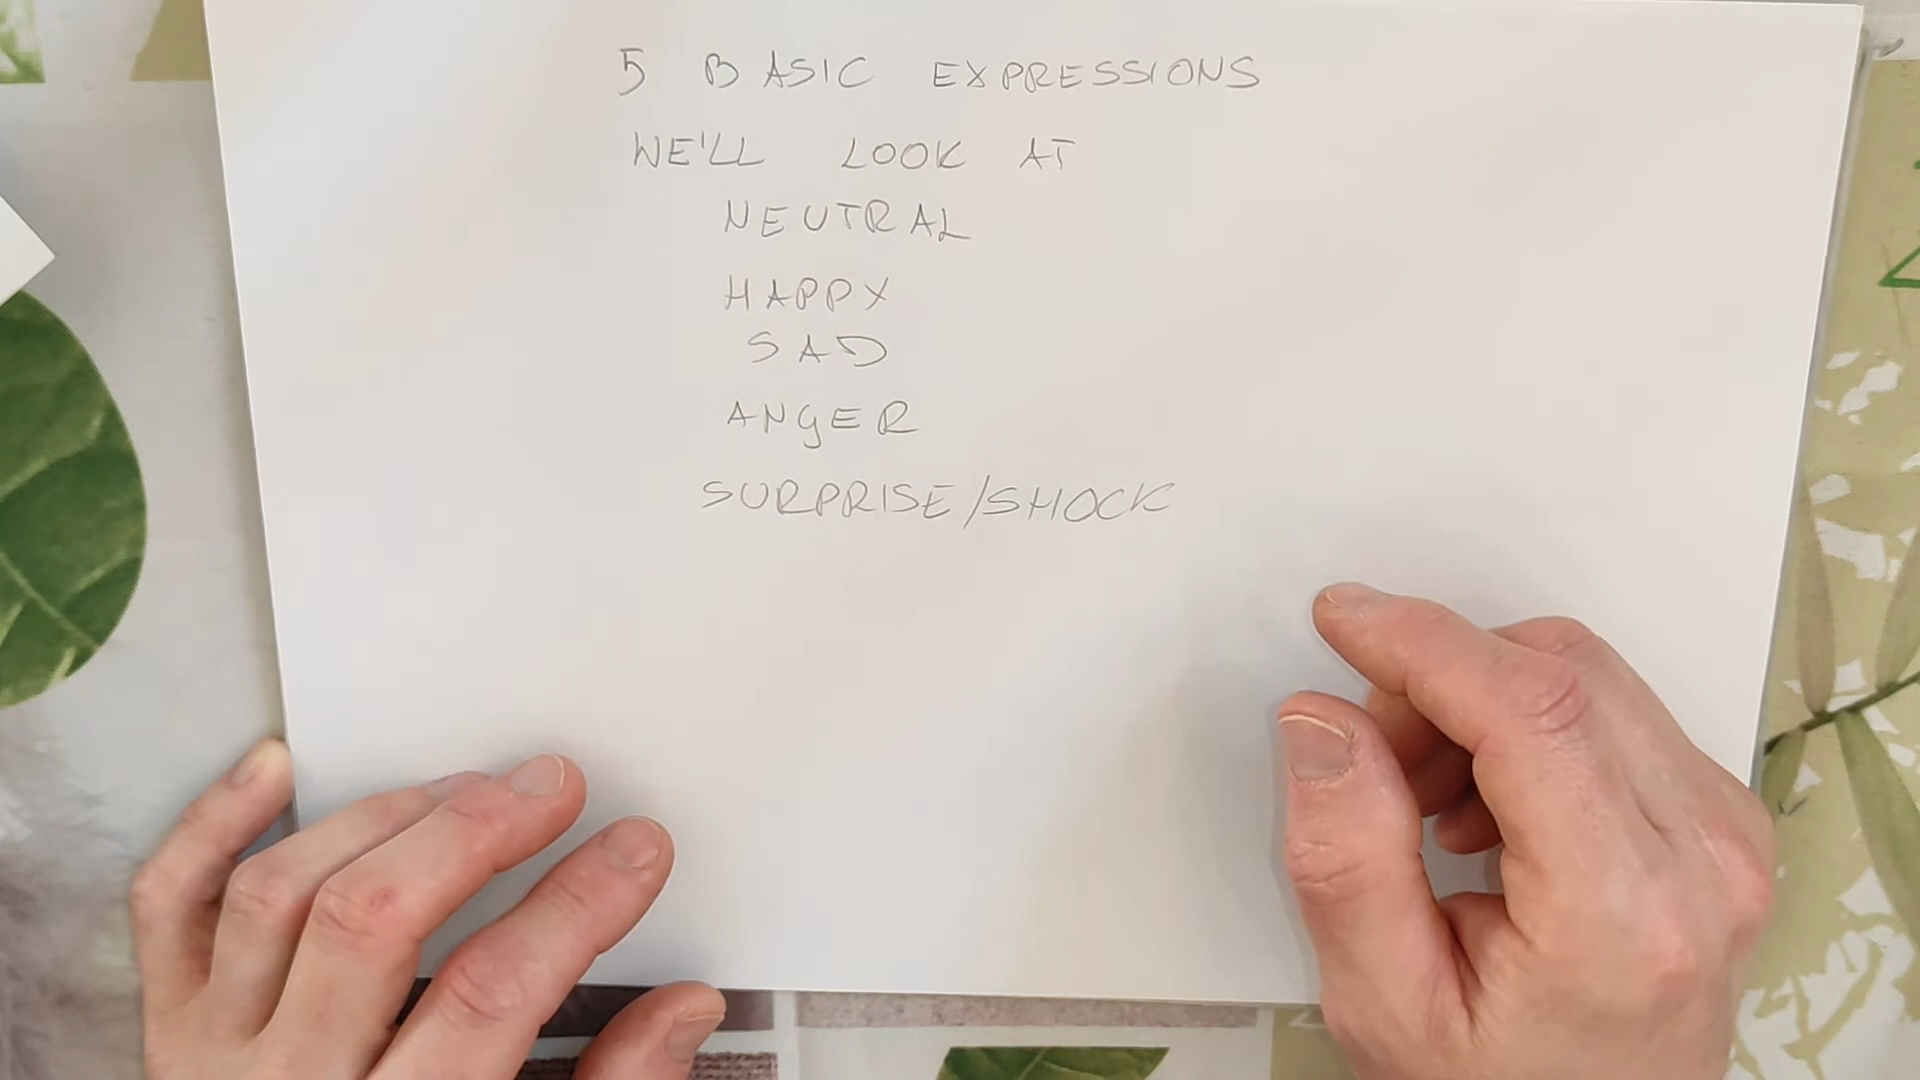 5 BASIC EXPRESSIONS
WE'LL LOOK AT
NEUTRAL
HAPPY
SAD
ANGER
SURPRISE/SHOCK